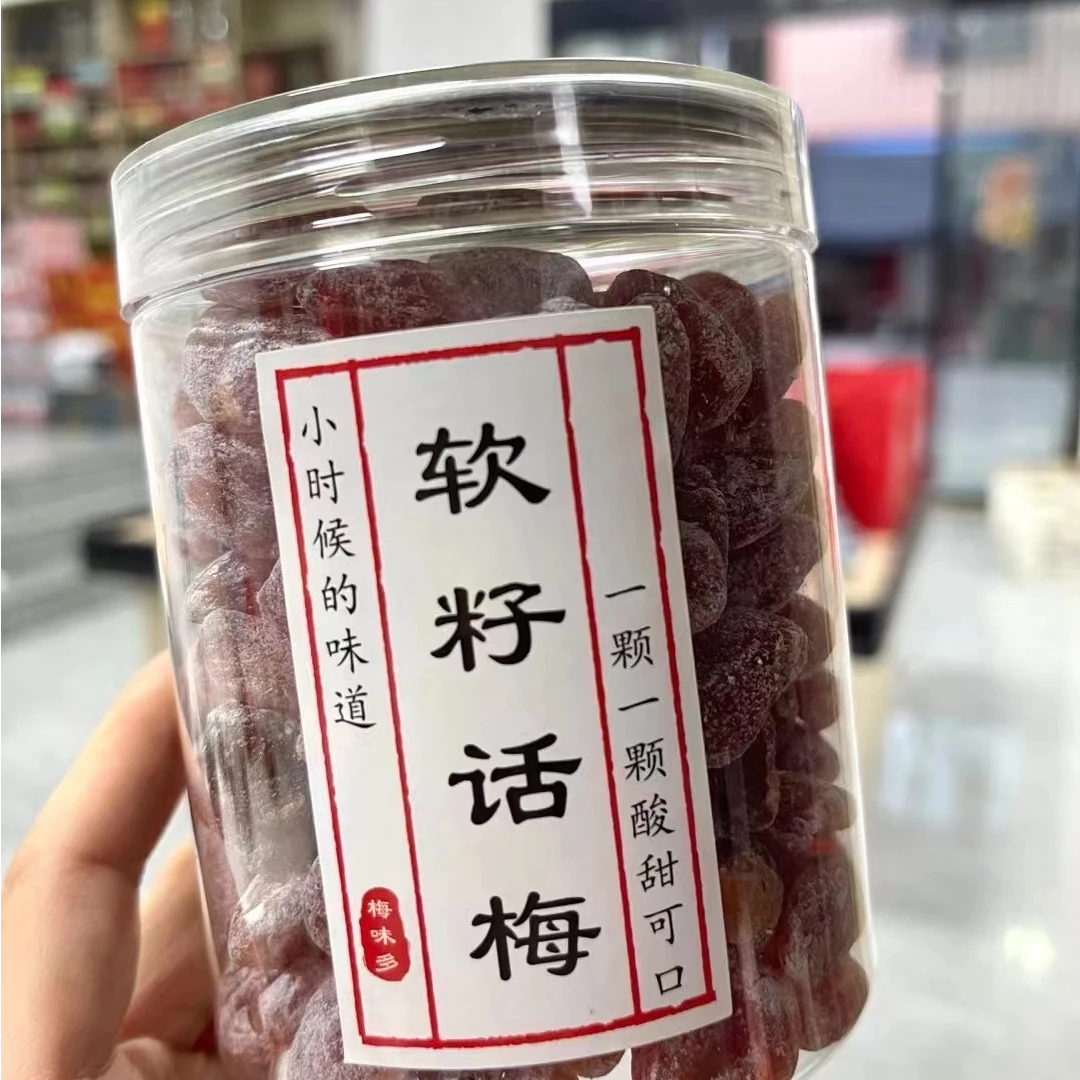 小时候的味道
软籽话梅
一颗一颗酸甜可口
梅味多